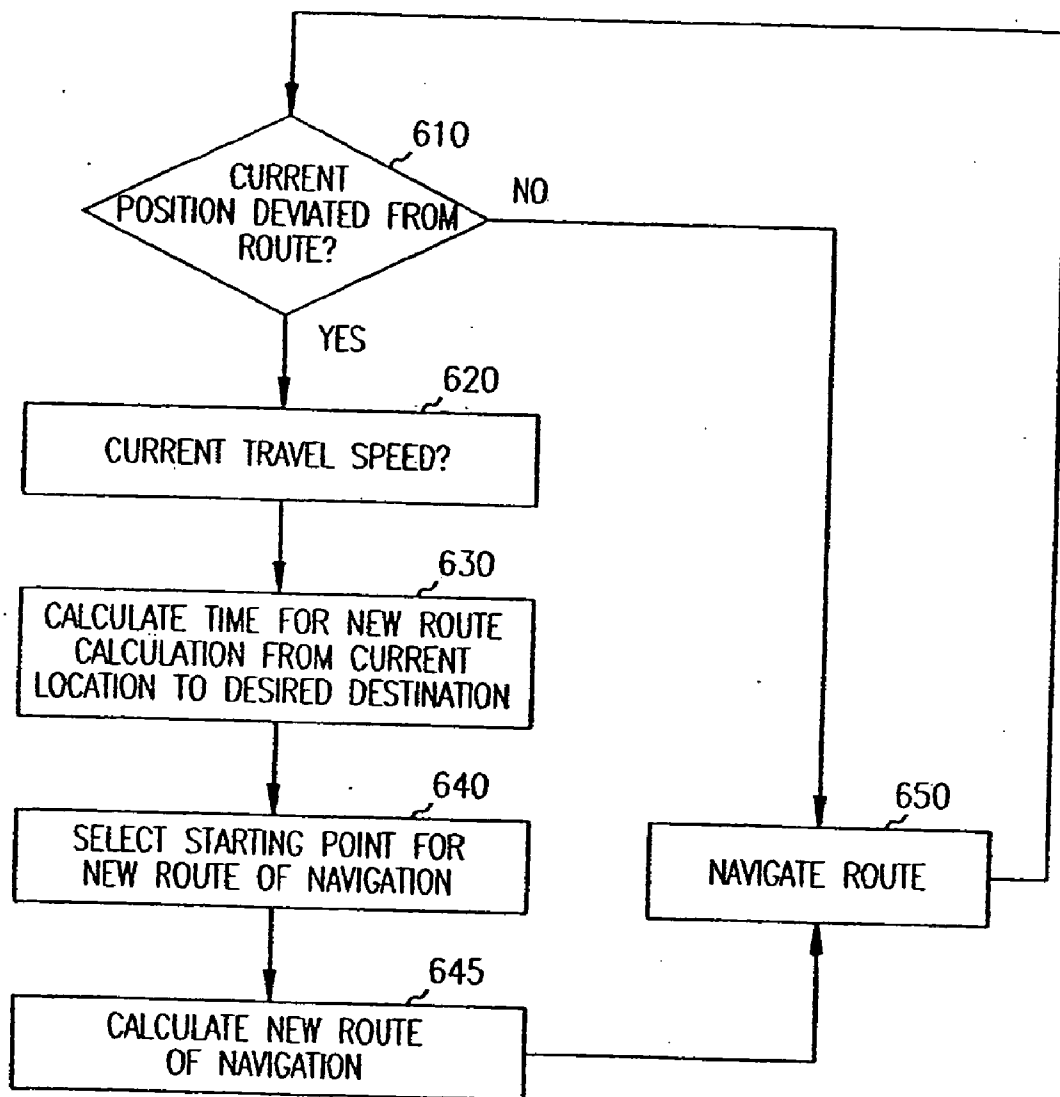 610
CURRENT
POSITION DEVIATED FROM
ROUTE?
NO
YES
620
CURRENT TRAVEL SPEED?
630
CALCULATE TIME FOR NEW ROUTE
CALCULATION FROM CURRENT
LOCATION TO DESIRED DESTINATION
640
SELECT STARTING POINT FOR
NEW ROUTE OF NAVIGATION
650
NAVIGATE ROUTE
645
CALCULATE NEW ROUTE
OF NAVIGATION